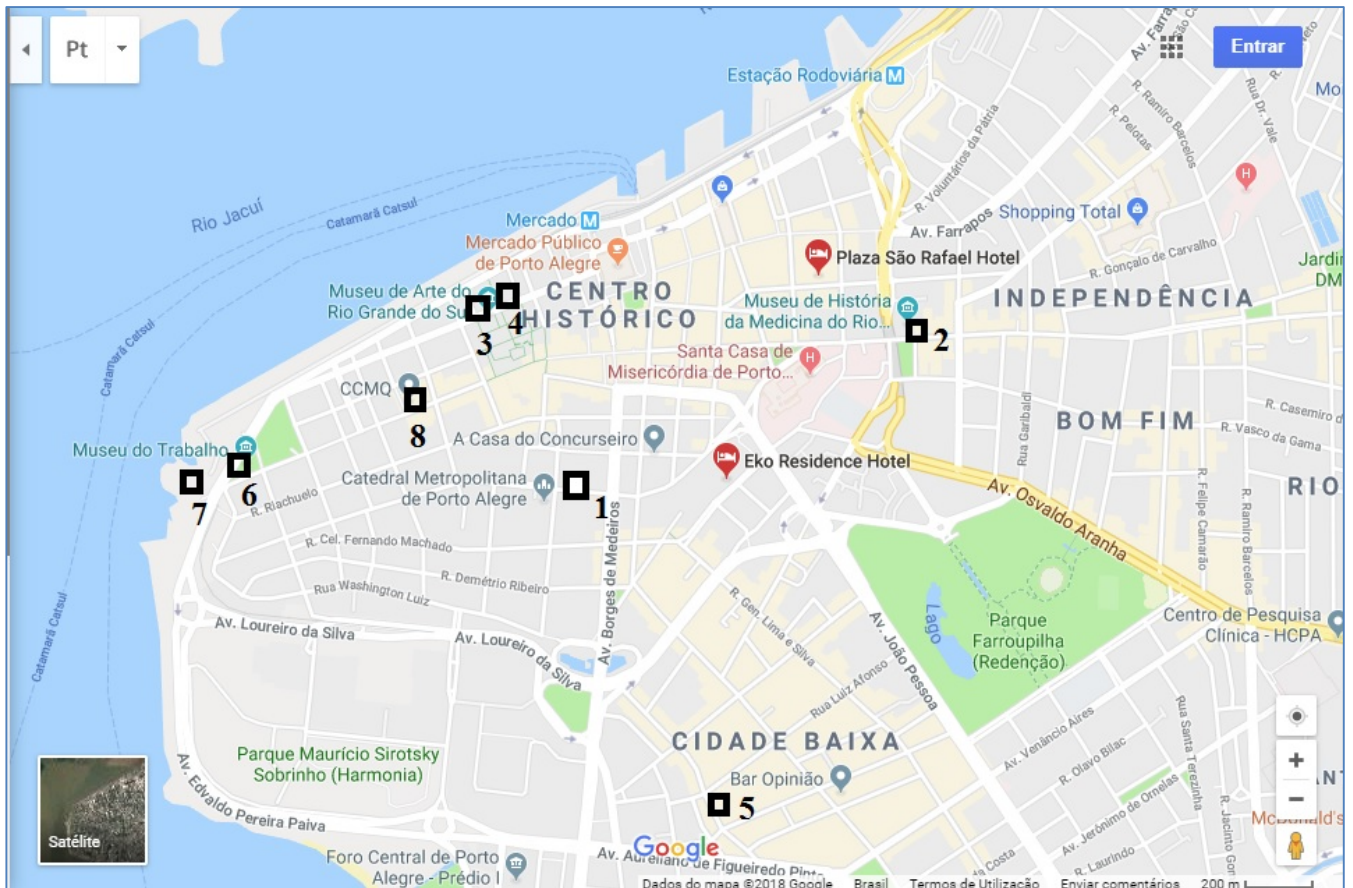 Pt
Entrar
Estação Rodoviária M
Av. Farrapos
R. Ramiro Barcelos
R. Pelotas
Rua Dr. Vale
R. Voluntários da Pátria
Rio Jacuí
Catamarã Catsul
Catamarã Catsul
Mercado M
Mercado Público
de Porto Alegre
Shopping Total
H
Av. Farrapos
R. Gonçalo de Carvalho
Plaza São Rafael Hotel
Jardi
DM
Museu de Arte do
Rio Grande do Su
CENTRO
HISTÓRICO
Museu de História
da Medicina do Rio...
INDEPENDÊNCIA
3
4
2
Santa Casa de
Misericórdia de Porto...
H
CCMQ
8
Rua Garibaldi
R. Casemiro d
R. Vasco da Gama
BOM FIM
Museu do Trabalho
A Casa do Concurseiro
Eko Residence Hotel
7
6
R. Riachuelo
Catedral Metropolitana
de Porto Alegre
1
RIO
Av. Osvaldo Aranha
R. Felipe Camarão
R. Ramiro Barcelos
R. Cel. Fernando Machado
R. Demétrio Ribeiro
Rua Washington Luiz
Av. Borges de Medeiros
R. Gen. Lima e Silva
Catamarã Catsul
Av. Loureiro da Silva
Av. Loureiro da Silva
Lago
Parque
Farroupilha
(Redenção)
Centro de Pesquisa
Clínica - HCPA
Av. João Pessoa
Rua Luiz Afonso
CIDADE BAIXA
Av. Venâncio Aires
R. Olavo Bilac
Rua Santa Terezinha
Parque Maurício Sirotsky
Sobrinho (Harmonia)
Bar Opinião
5
Av. Jerônimo de Ornelas
R. Laurindo
R. Jacinto Gom
McDonald's
Av. Edvaldo Pereira Paiva
Satélite
Google
Foro Central de Porto
Alegre - Prédio I
Av. Aureliano de Figueiredo Pinto
Dados do mapa ©2018 Google Brasil Termos de Utilização Enviar comentários 200 m